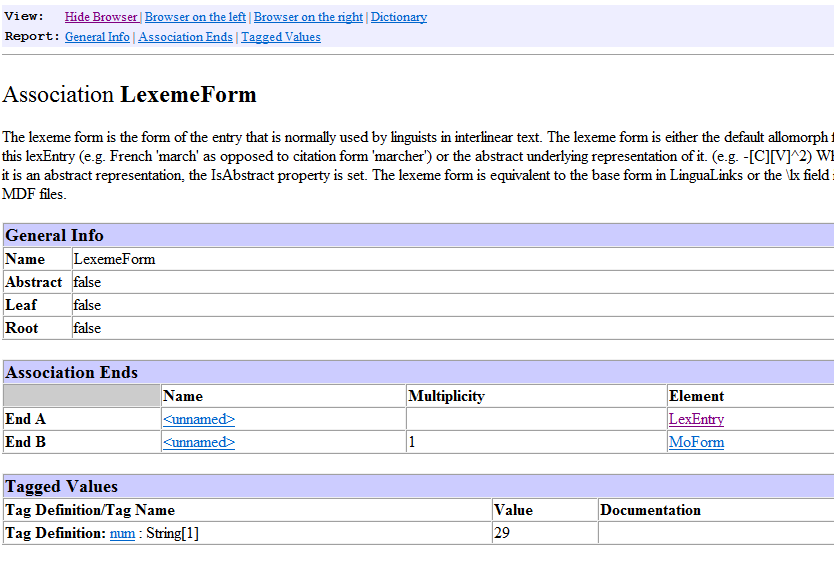 View: Hide Browser | Browser on the left | Browser on the right | Dictionary
Report: General Info | Association Ends | Tagged Values
Association LexemeForm
The lexeme form is the form of the entry that is normally used by linguists in interlinear text. The lexeme form is either the default allomorph
this lexEntry (e.g. French 'march' as opposed to citation form 'marcher') or the abstract underlying representation of it. (e.g. -[C][V]^2)
it is an abstract representation, the IsAbstract property is set. The lexeme form is equivalent to the base form in LinguaLinks or the \lx field
MDF files.
General Info
Name LexemeForm
Abstract false
Leaf false
Root false
Association Ends
Name Multiplicity Element
End A <unnamed> LexEntry
End B <unnamed> 1 MoForm
Tagged Values
Tag Definition/Tag Name Value Documentation
Tag Definition: num : String[1] 29